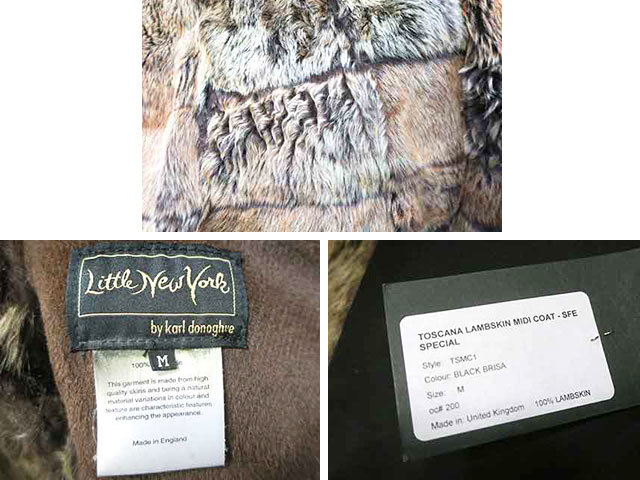 Little New York
by karl donoghue
M
100%
This garment is made from high
quality skins and being a natural
material variations in colour and
texture are characteristic features
enhancing the appearance.
Made in England
TOSCANA LAMBSKIN MIDI COAT - SFE
SPECIAL
Style: TSMC1
Colour: BLACK BRISA
Size: M
oc# 200
Made in: United Kingdom 100% LAMBSKIN